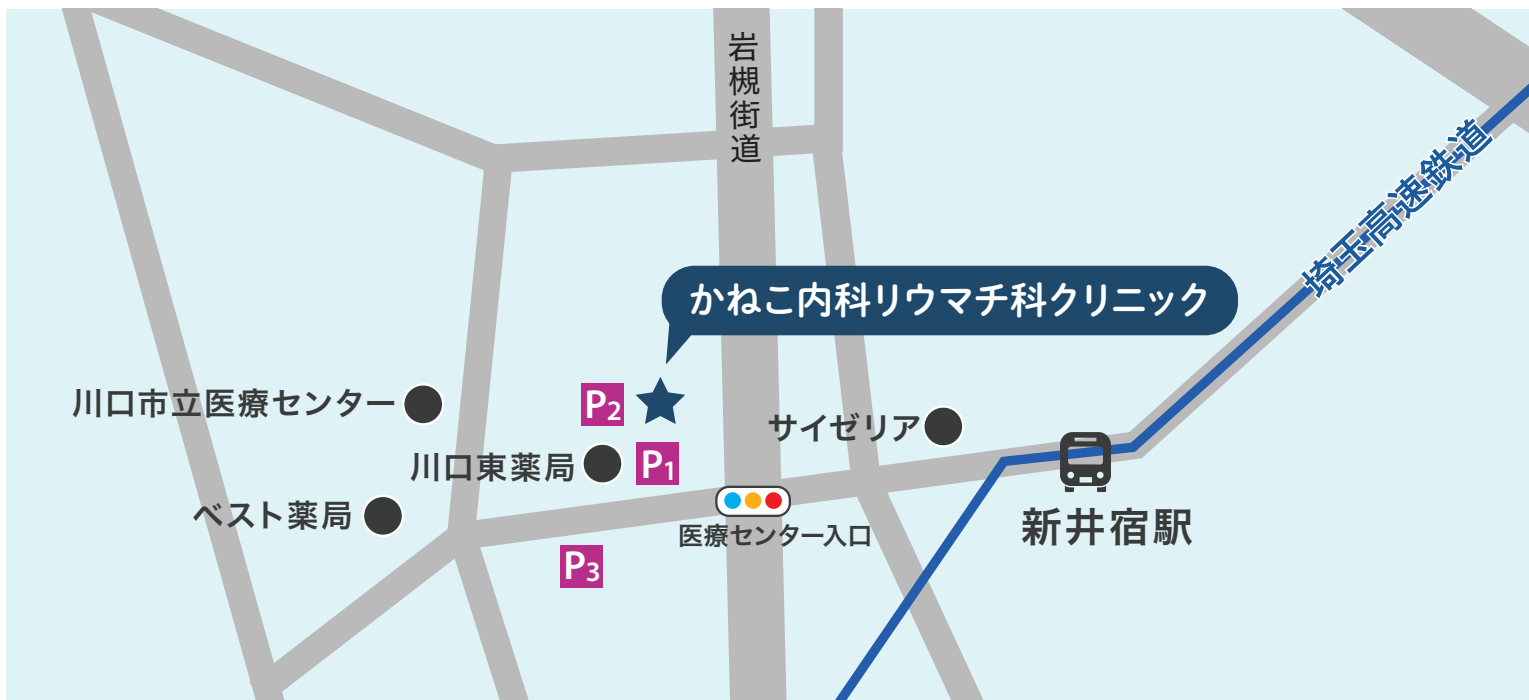 岩槻街道
埼玉高速鉄道
かねこ内科リウマチ科クリニック
川口市立医療センター
P2
サイゼリア
川口東薬局
P1
ベスト薬局
医療センター入口
新井宿駅
P3